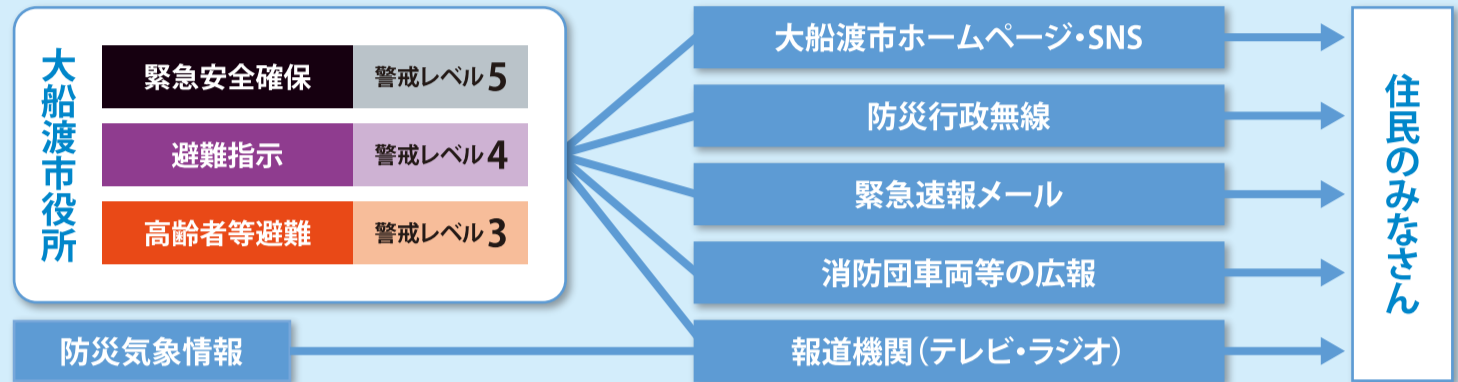 大船渡市役所
緊急安全確保 警戒レベル5
避難指示 警戒レベル4
高齢者等避難 警戒レベル3
防災気象情報
大船渡市ホームページ・SNS
防災行政無線
緊急速報メール
消防団車両等の広報
報道機関（テレビ・ラジオ）
住民のみなさん